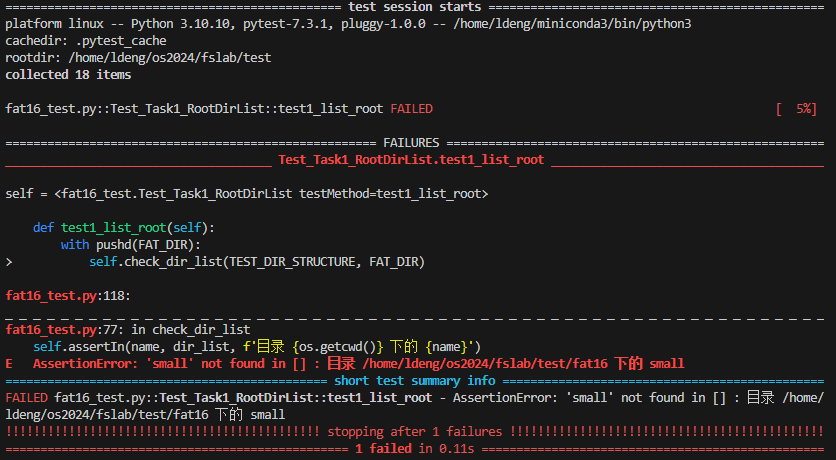 ============================================ test session starts ============================================
platform linux -- Python 3.10.10, pytest-7.3.1, pluggy-1.0.0 -- /home/ldeng/miniconda3/bin/python3
cachedir: .pytest_cache
rootdir: /home/ldeng/os2024/fslab/test
collected 18 items
fat16_test.py::Test_Task1_RootDirList::test1_list_root FAILED [  5%]
================================================= FAILURES ==================================================
___________________________________ Test_Task1_RootDirList.test1_list_root ___________________________________
self = <fat16_test.Test_Task1_RootDirList testMethod=test1_list_root>
    def test1_list_root(self):
        with pushd(FAT_DIR):
>           self.check_dir_list(TEST_DIR_STRUCTURE, FAT_DIR)
fat16_test.py:118:
_ _ _ _ _ _ _ _ _ _ _ _ _ _ _ _ _ _ _ _ _ _ _ _ _ _ _ _ _ _ _ _ _ _ _ _ _ _ _ _ _ _ _ _ _ _ _ _ _ _ _ _ _ _ _
fat16_test.py:77: in check_dir_list
    self.assertIn(name, dir_list, f'目录 {os.getcwd()} 下的 {name}')
E   AssertionError: 'small' not found in [] : 目录 /home/ldeng/os2024/fslab/test/fat16 下的 small
========================================== short test summary info ==========================================
FAILED fat16_test.py::Test_Task1_RootDirList::test1_list_root - AssertionError: 'small' not found in [] : 目录 /home/
ldeng/os2024/fslab/test/fat16 下的 small
!!!!!!!!!!!!!!!!!!!!!!!!!!!!!!!!!!!!!!!!!!!!! stopping after 1 failures !!!!!!!!!!!!!!!!!!!!!!!!!!!!!!!!!!!!!!!!!!!!!
============================================= 1 failed in 0.11s =============================================